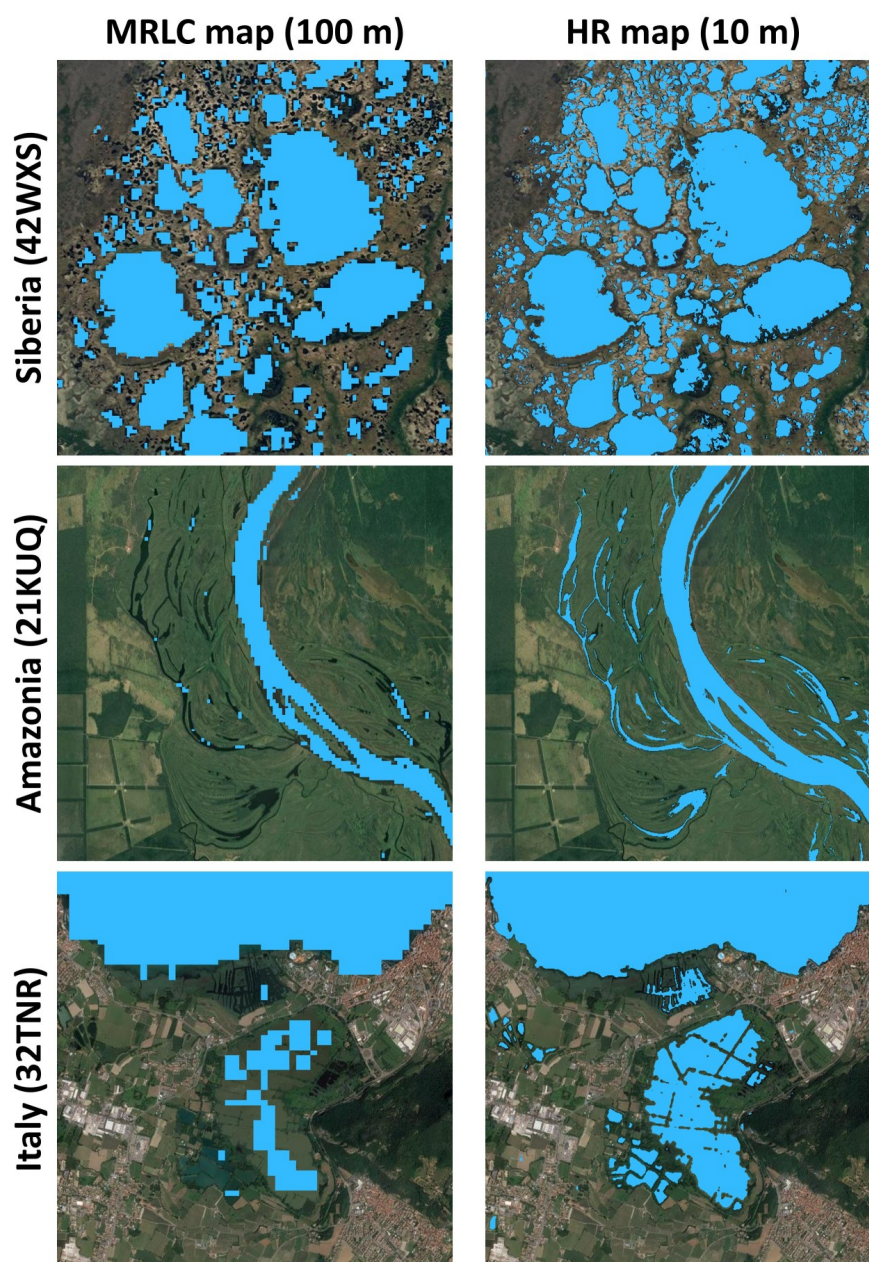 MRLC map (100 m)
HR map (10 m)
Siberia (42WXS)
Amazonia (21KUQ)
Italy (32TNR)